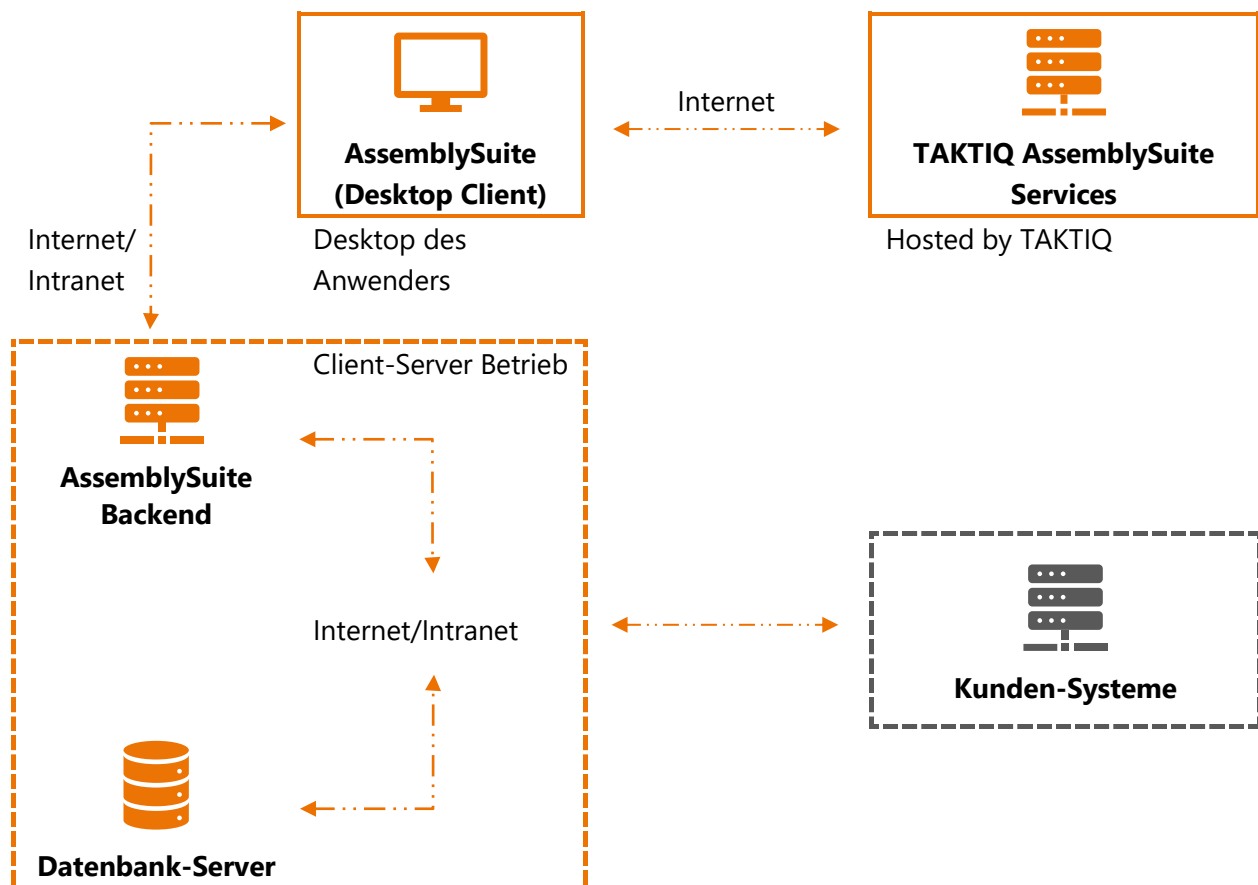 Internet
AssemblySuite
(Desktop Client)
TAKTIQ AssemblySuite
Services
Internet/
Intranet
Desktop des
Anwenders
Hosted by TAKTIQ
Client-Server Betrieb
AssemblySuite
Backend
Internet/Intranet
Kunden-Systeme
Datenbank-Server